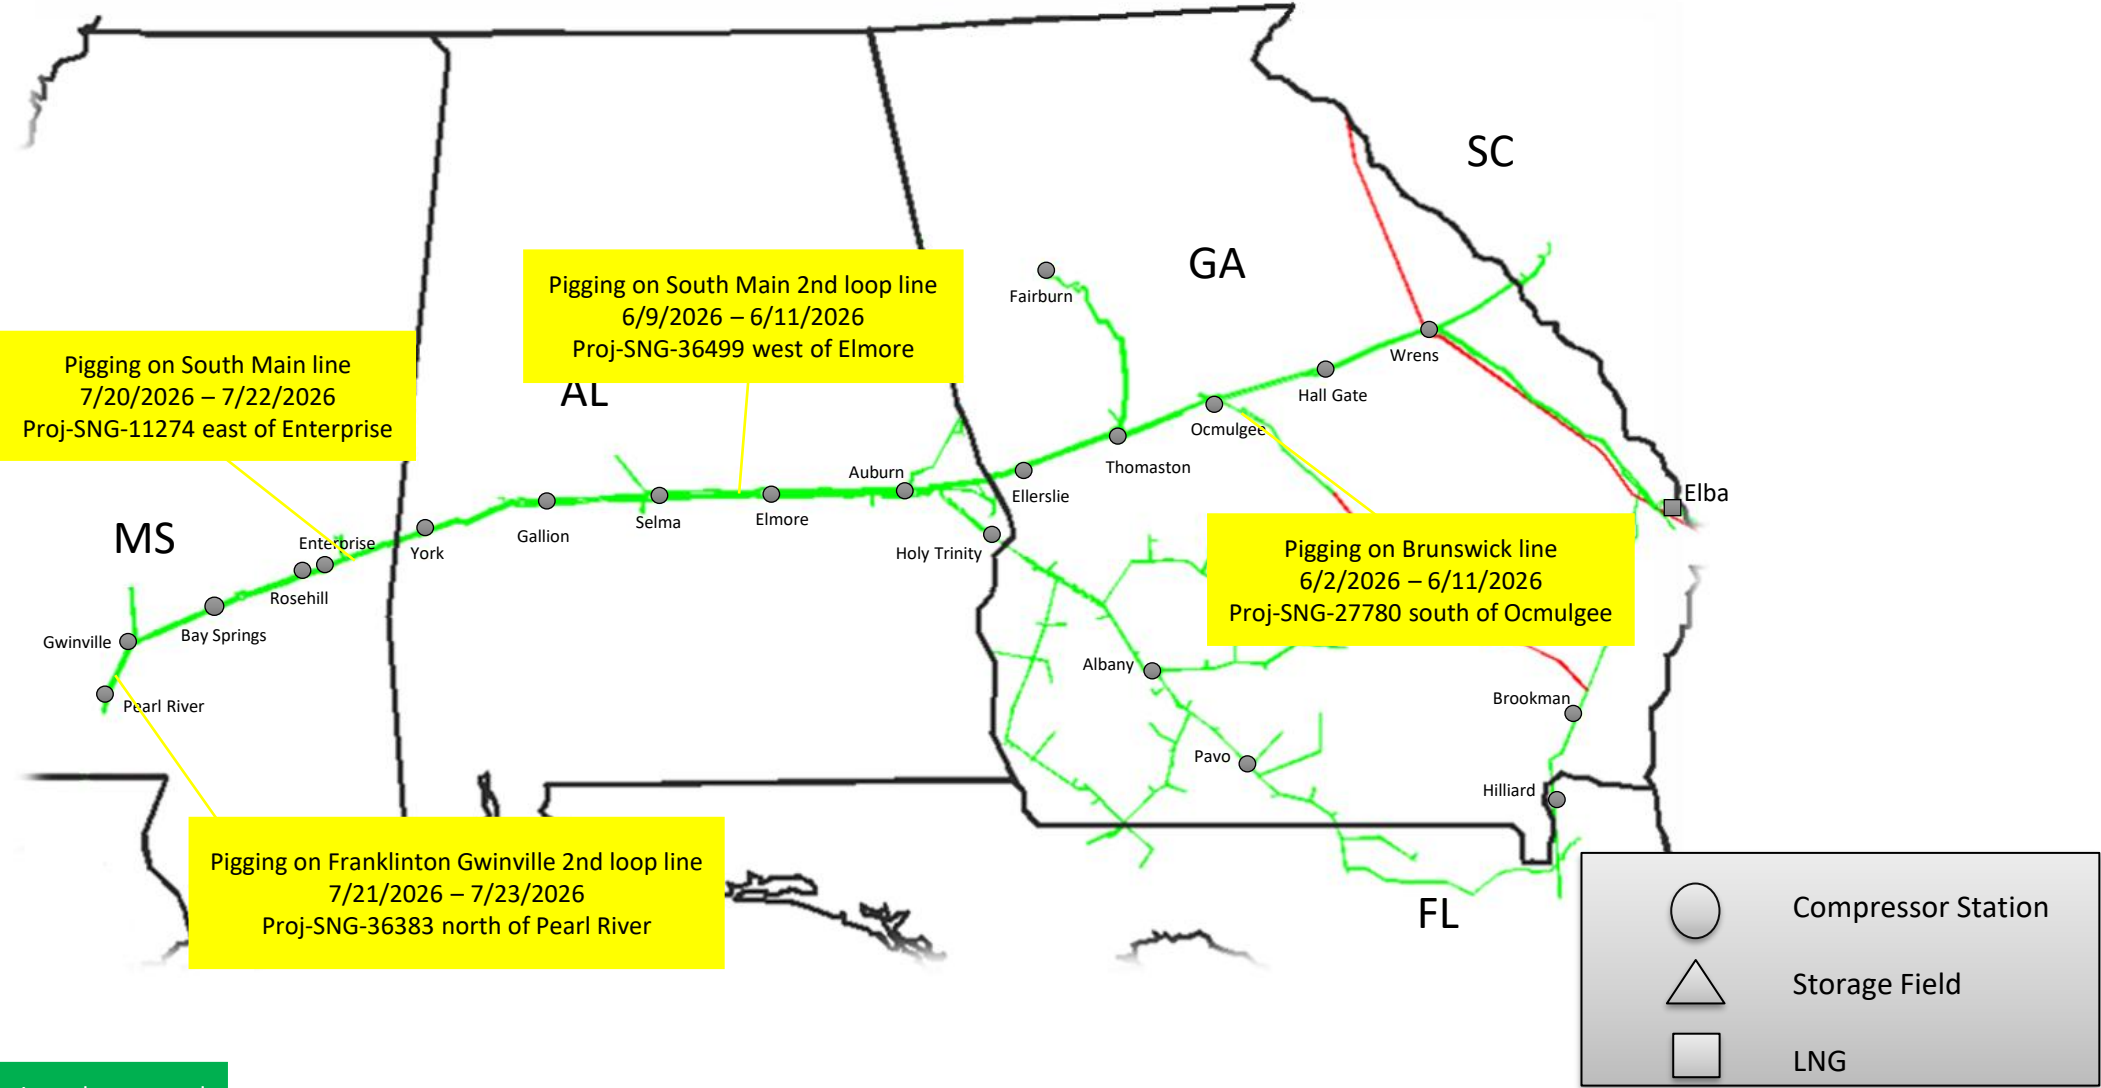 SC
GA
Fairburn
Pigging on South Main 2nd loop line
6/9/2026 – 6/11/2026
Proj-SNG-36499 west of Elmore
AL
Pigging on South Main line
7/20/2026 – 7/22/2026
Proj-SNG-11274 east of Enterprise
Wrens
Hall Gate
Ocmulgee
Thomaston
Auburn
Ellerslie
Elba
Selma
Elmore
Gallion
MS
Enterprise
York
Holy Trinity
Pigging on Brunswick line
6/2/2026 – 6/11/2026
Proj-SNG-27780 south of Ocmulgee
Rosehill
Bay Springs
Gwinville
Albany
Pearl River
Brookman
Pavo
Hilliard
Pigging on Franklinton Gwinville 2nd loop line
7/21/2026 – 7/23/2026
Proj-SNG-36383 north of Pearl River
FL
Compressor Station
Storage Field
LNG